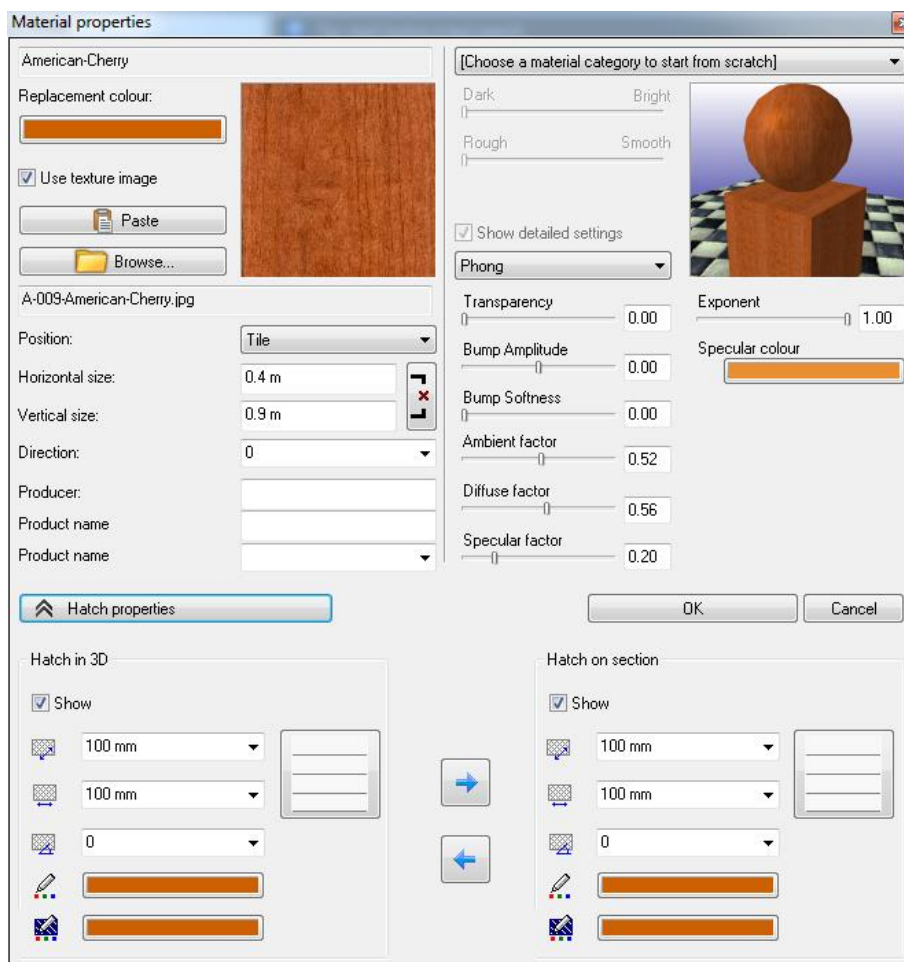 Material properties
American-Cherry
Replacement colour:
Use texture image
Paste
Browse...
A-009-American-Cherry.jpg
Position:
Tile
Horizontal size:
0.4 m
Vertical size:
0.9 m
Direction:
0
Producer:
Product name
Product name
[Choose a material category to start from scratch]
Dark Bright
Rough Smooth
Show detailed settings
Phong
Transparency
0.00
Bump Amplitude
0.00
Bump Softness
0.00
Ambient factor
0.52
Diffuse factor
0.56
Specular factor
0.20
Exponent
1.00
Specular colour
Hatch properties
OK
Cancel
Hatch in 3D
Show
100 mm
100 mm
0
Hatch on section
Show
100 mm
100 mm
0